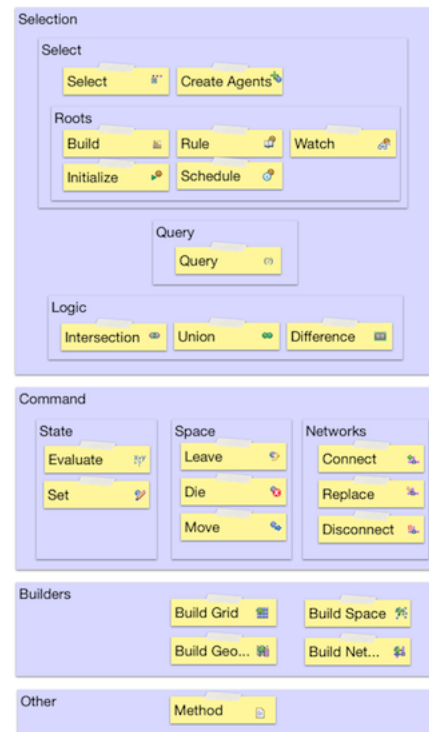 Selection
Select
Select
Create Agents
Roots
Build
Rule
Watch
Initialize
Schedule
Query
Query
Logic
Intersection
Union
Difference
Command
State
Space
Networks
Evaluate
Leave
Connect
Set
Die
Replace
Move
Disconnect
Builders
Build Grid
Build Space
Build Geo...
Build Net...
Other
Method